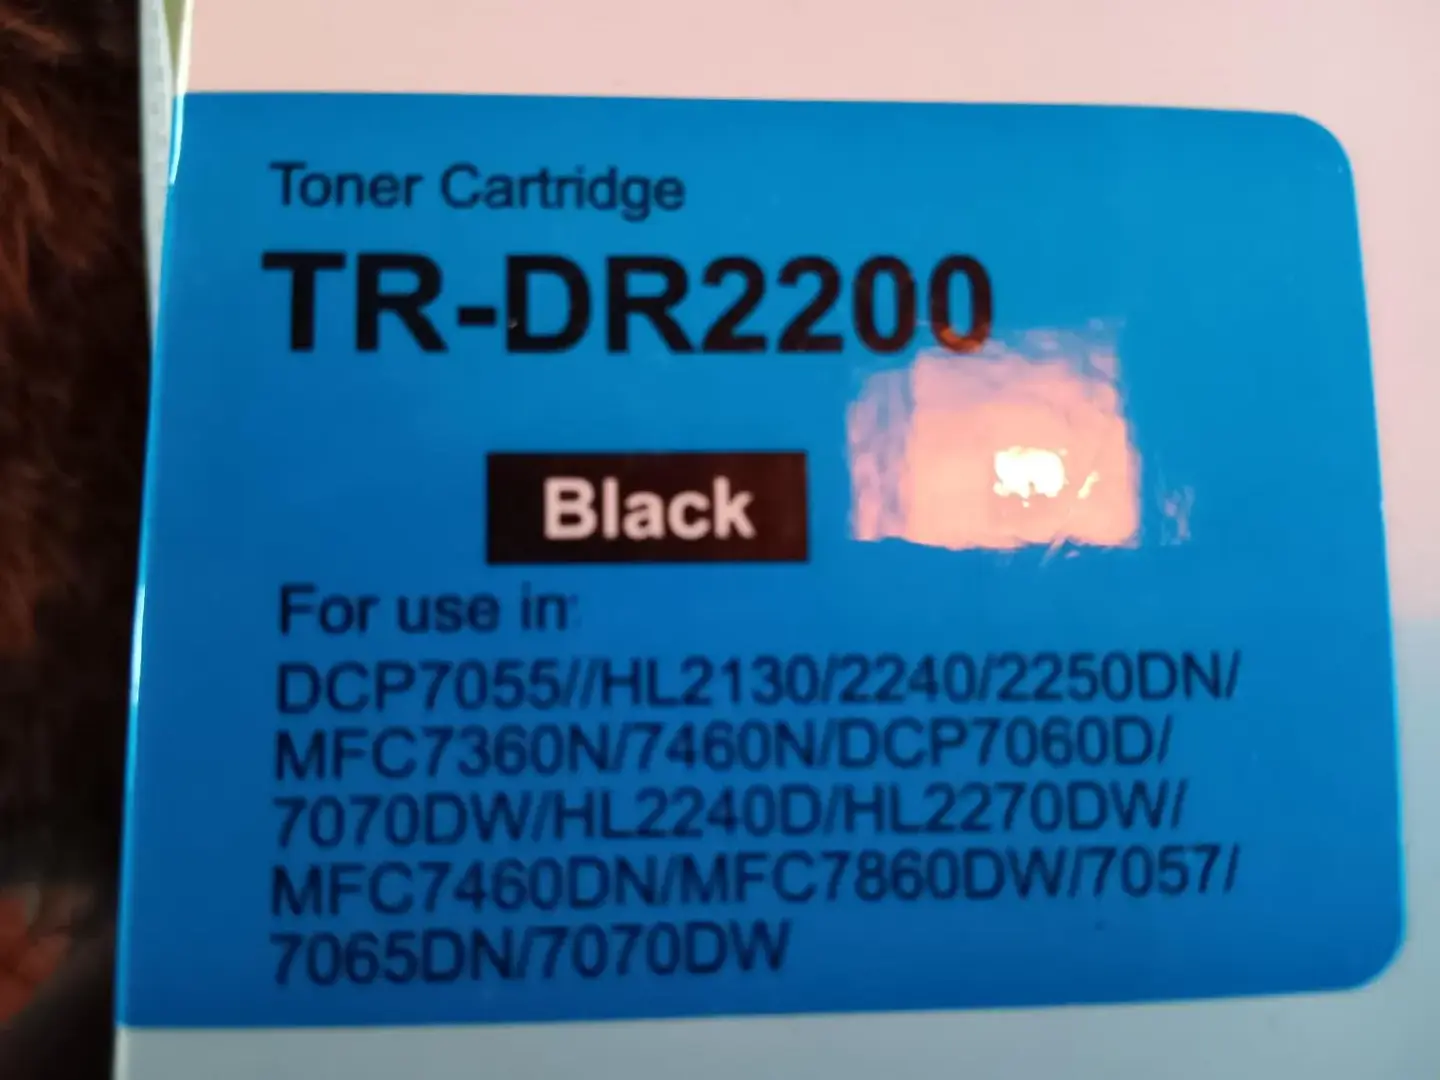 Toner Cartridge
TR-DR2200
Black
For use in:
DCP7055//HL2130/2240/2250DN/
MFC7360N/7460N/DCP7060D/
7070DW/HL2240D/HL2270DW/
MFC7460DN/MFC7860DW/7057/
7065DN/7070DW